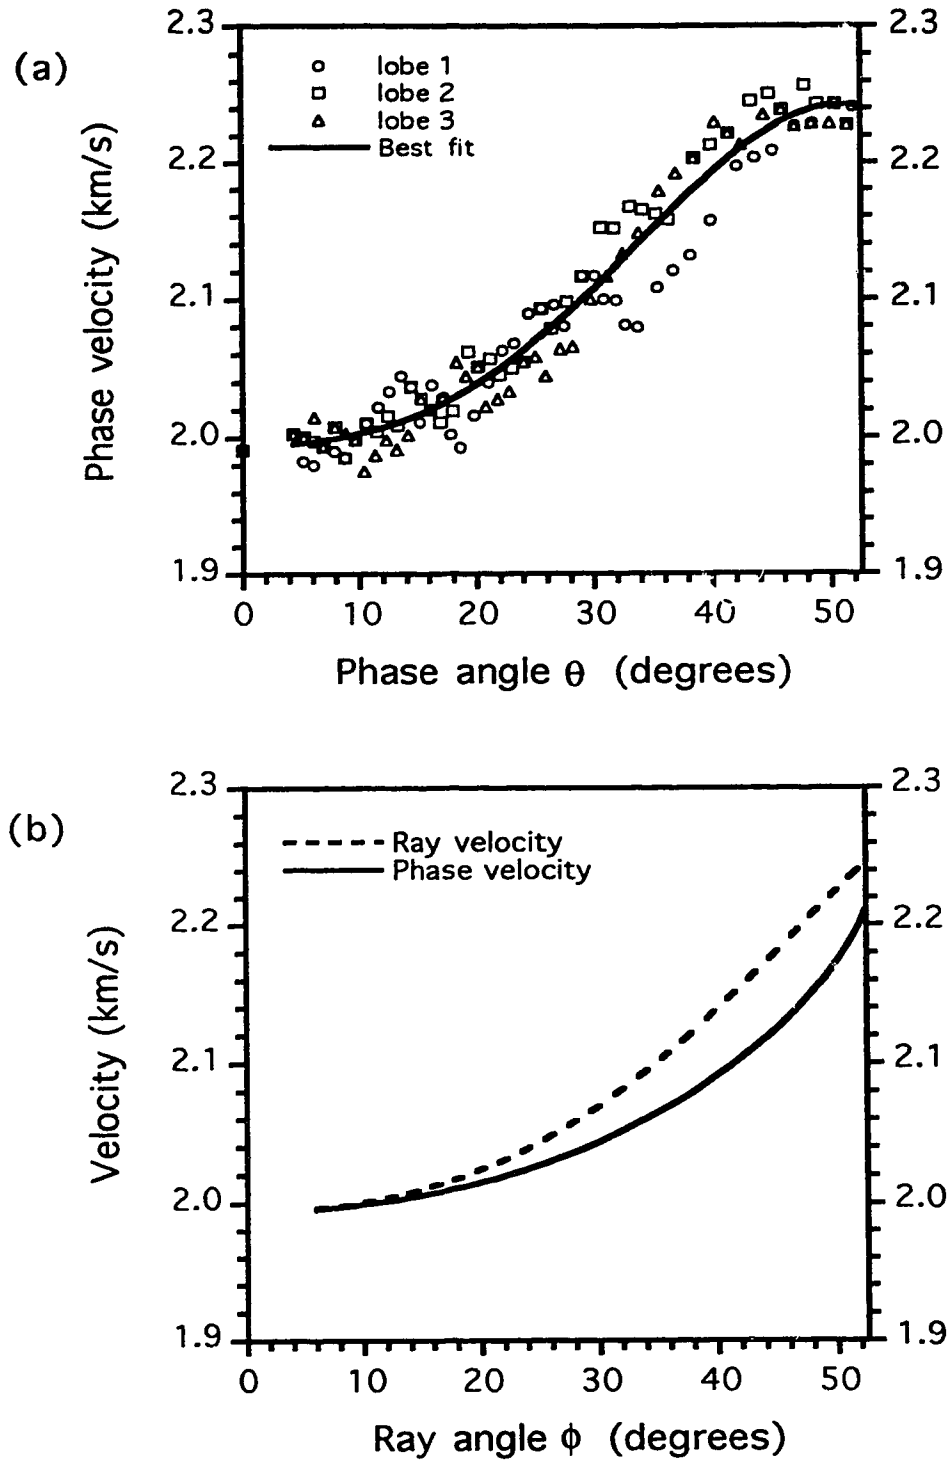 (a)
2.3
2.3
lobe 1
lobe 2
lobe 3
Best fit
2.2
2.2
Phase velocity (km/s)
2.1
2.1
2.0
2.0
1.9
1.9
0 10 20 30 40 50
Phase angle θ (degrees)
(b)
2.3
2.3
Ray velocity
Phase velocity
2.2
2.2
Velocity (km/s)
2.1
2.1
2.0
2.0
1.9
1.9
0 10 20 30 40 50
Ray angle ϕ (degrees)